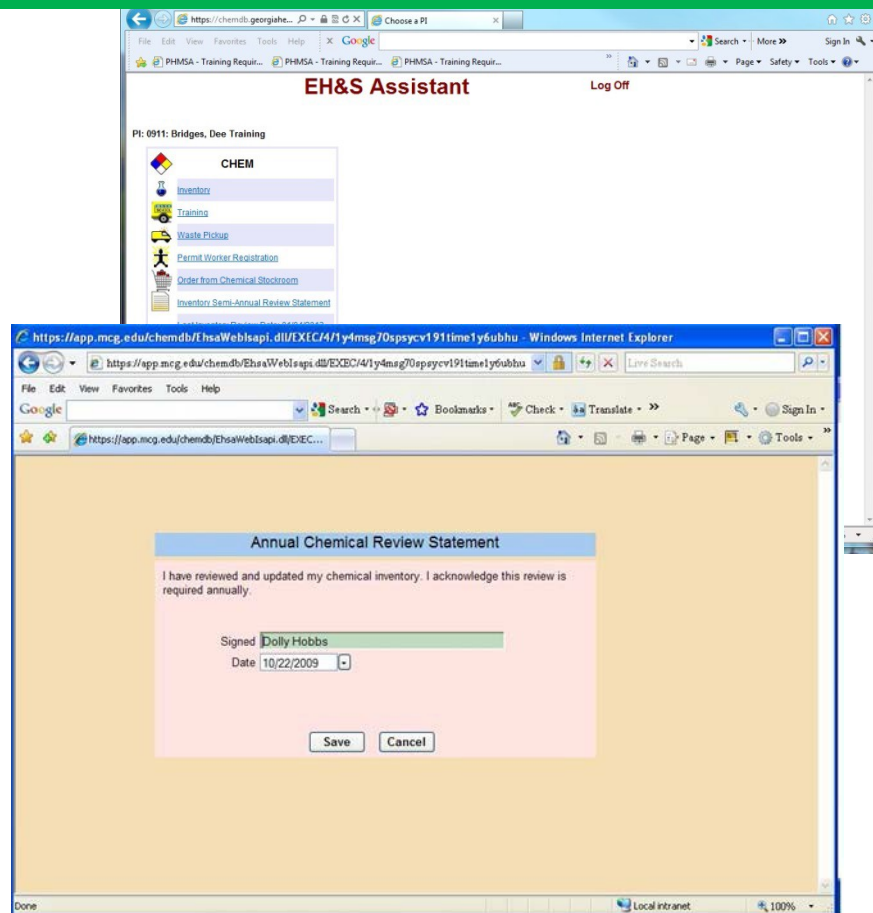 https://chemdb.georgiahe...
Choose a PI
File Edit View Favorites Tools Help X Google Search More >> Sign In
PHMSA - Training Requir... PHMSA - Training Requir... PHMSA - Training Requir... Page Safety Tools
EH&S Assistant Log Off
PI: 0911: Bridges, Dee Training
CHEM
Inventory
Training
Waste Pickup
Permit Worker Registration
Order from Chemical Stockroom
Inventory Semi-Annual Review Statement
https://app.mcg.edu/chemdb/EhsaWebIsapi.dll/EXEC/4/1y4msg70spsycv191time1y6ubhu - Windows Internet Explorer
https://app.mcg.edu/chemdb/EhsaWebIsapi.dll/EXEC/4/1y4msg70spsycv191time1y6ubhu Live Search
File Edit View Favorites Tools Help
Google Search Bookmarks Check Translate >> Sign In
https://app.mcg.edu/chemdb/EhsaWebIsapi.dll/EXEC... Page Tools >>
Annual Chemical Review Statement
I have reviewed and updated my chemical inventory. I acknowledge this review is
required annually.
Signed Dolly Hobbs
Date 10/22/2009
Save Cancel
Done Local intranet 100%